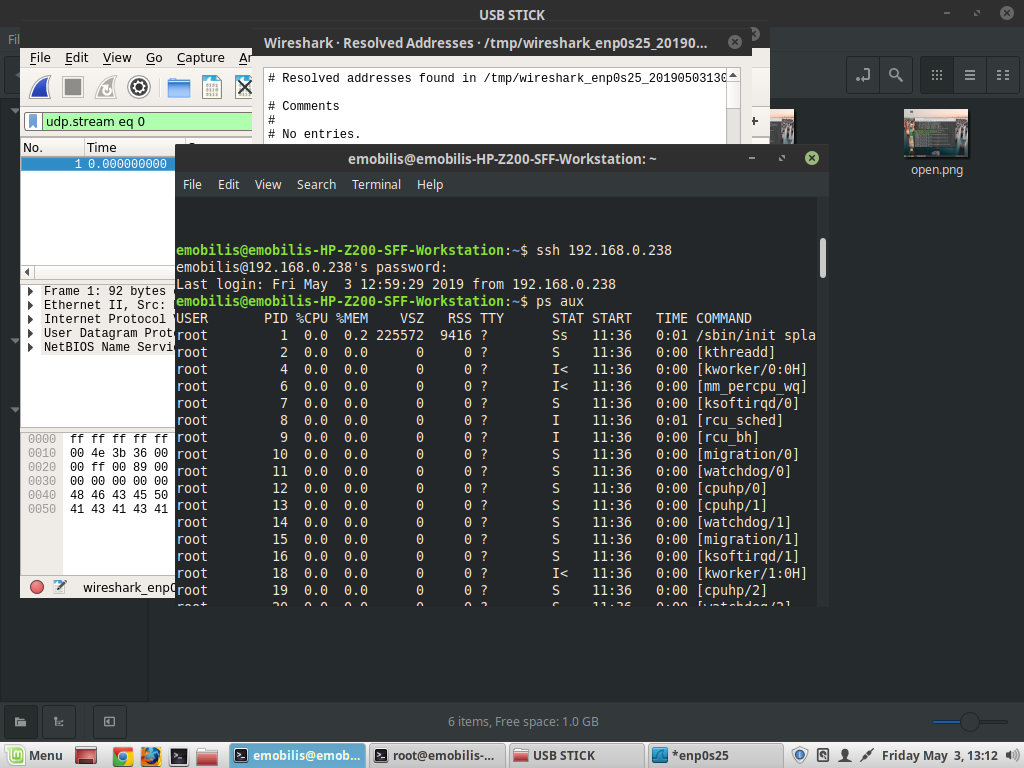 USB STICK
Fil
Wireshark · Resolved Addresses · /tmp/wireshark_enp0s25_20190...
File Edit View Go Capture
# Resolved addresses found in /tmp/wireshark_enp0s25_2019050313
# Comments
#
# No entries.
udp.stream eq 0
No. Time
1 0.000000000
open.png
emobilis@emobilis-HP-Z200-SFF-Workstation: ~
File Edit View Search Terminal Help
emobilis@emobilis-HP-Z200-SFF-Workstation:~$ ssh 192.168.0.238
emobilis@192.168.0.238's password:
Last login: Fri May  3 12:59:29 2019 from 192.168.0.238
emobilis@emobilis-HP-Z200-SFF-Workstation:~$ ps aux
USER PID %CPU %MEM VSZ RSS TTY STAT START TIME COMMAND
root 1 0.0 0.2 225572 9416 ? Ss 11:36 0:01 /sbin/init spla
root 2 0.0 0.0 0 0 ? S 11:36 0:00 [kthreadd]
root 4 0.0 0.0 0 0 ? I< 11:36 0:00 [kworker/0:0H]
root 6 0.0 0.0 0 0 ? I< 11:36 0:00 [mm_percpu_wq]
root 7 0.0 0.0 0 0 ? S 11:36 0:00 [ksoftirqd/0]
root 8 0.0 0.0 0 0 ? I 11:36 0:01 [rcu_sched]
root 9 0.0 0.0 0 0 ? I 11:36 0:00 [rcu_bh]
root 10 0.0 0.0 0 0 ? S 11:36 0:00 [migration/0]
root 11 0.0 0.0 0 0 ? S 11:36 0:00 [watchdog/0]
root 12 0.0 0.0 0 0 ? S 11:36 0:00 [cpuhp/0]
root 13 0.0 0.0 0 0 ? S 11:36 0:00 [cpuhp/1]
root 14 0.0 0.0 0 0 ? S 11:36 0:00 [watchdog/1]
root 15 0.0 0.0 0 0 ? S 11:36 0:00 [migration/1]
root 16 0.0 0.0 0 0 ? S 11:36 0:00 [ksoftirqd/1]
root 18 0.0 0.0 0 0 ? I< 11:36 0:00 [kworker/1:0H]
root 19 0.0 0.0 0 0 ? S 11:36 0:00 [cpuhp/2]
Frame 1: 92 bytes
Ethernet II, Src:
Internet Protocol
User Datagram Prot
NetBIOS Name Servi
0000 ff ff ff ff ff
0010 00 4e 3b 36 00
0020 00 ff 00 89 00
0030 00 00 00 00 00
0040 48 46 43 45 50
0050 41 43 41 43 41
wireshark_enp0
6 items, Free space: 1.0 GB
Menu
emobilis@emob...
root@emobilis-...
USB STICK
*enp0s25
Friday May 3, 13:12